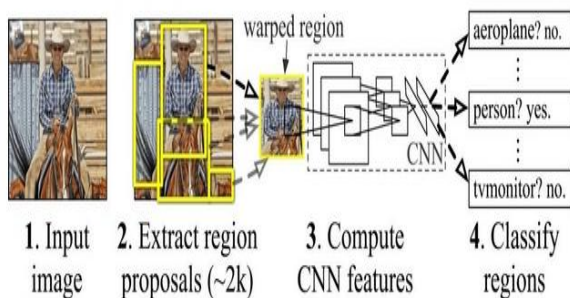 warped region
aeroplane? no.
person? yes.
CNN
tvmonitor? no.
1. Input
image
2. Extract region
proposals (~2k)
3. Compute
CNN features
4. Classify
regions